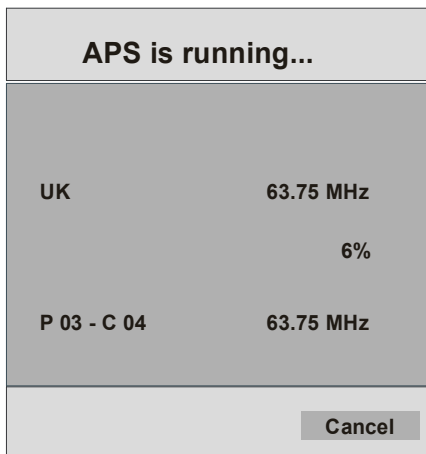 APS is running...
UK 63.75 MHz
6%
P 03 - C 04 63.75 MHz
Cancel